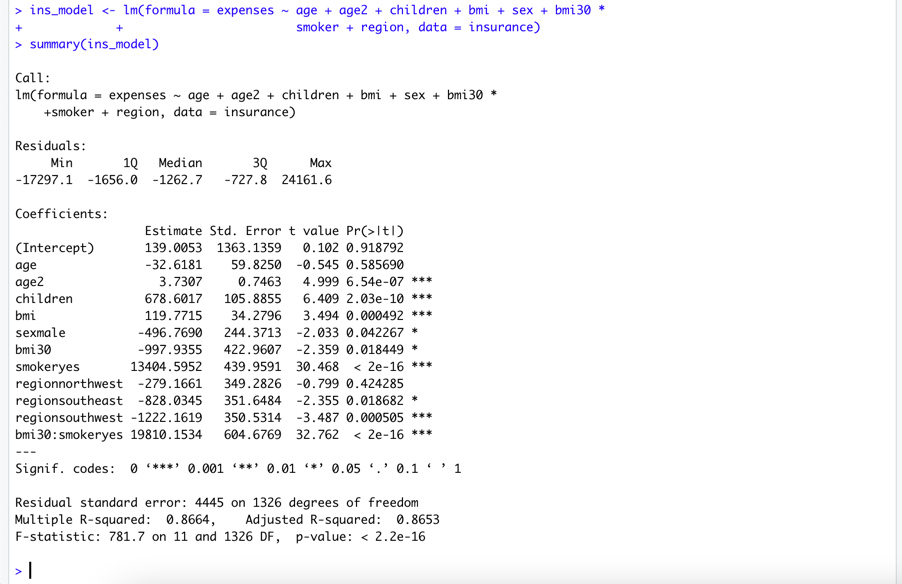 > ins_model <- lm(formula = expenses ~ age + age2 + children + bmi + sex + bmi30 *
+             +                       smoker + region, data = insurance)
> summary(ins_model)

Call:
lm(formula = expenses ~ age + age2 + children + bmi + sex + bmi30 *
    +smoker + region, data = insurance)

Residuals:
     Min       1Q   Median       3Q      Max
-17297.1  -1656.0  -1262.7   -727.8  24161.6

Coefficients:
                 Estimate Std. Error t value Pr(>|t|)
(Intercept)      139.0053  1363.1359   0.102 0.918792
age              -32.6181    59.8250  -0.545 0.585690
age2               3.7307     0.7463   4.999 6.54e-07 ***
children         678.6017   105.8855   6.409 2.03e-10 ***
bmi              119.7715    34.2796   3.494 0.000492 ***
sexmale         -496.7690   244.3713  -2.033 0.042267 *
bmi30           -997.9355   422.9607  -2.359 0.018449 *
smokeryes      13404.5952   439.9591  30.468  < 2e-16 ***
regionnorthwest -279.1661   349.2826  -0.799 0.424285
regionsoutheast -828.0345   351.6484  -2.355 0.018682 *
regionsouthwest -1222.1619   350.5314  -3.487 0.000505 ***
bmi30:smokeryes 19810.1534   604.6769  32.762  < 2e-16 ***
---
Signif. codes:  0 ‘***’ 0.001 ‘**’ 0.01 ‘*’ 0.05 ‘.’ 0.1 ‘ ’ 1

Residual standard error: 4445 on 1326 degrees of freedom
Multiple R-squared:  0.8664,    Adjusted R-squared:  0.8653
F-statistic: 781.7 on 11 and 1326 DF,  p-value: < 2.2e-16

>